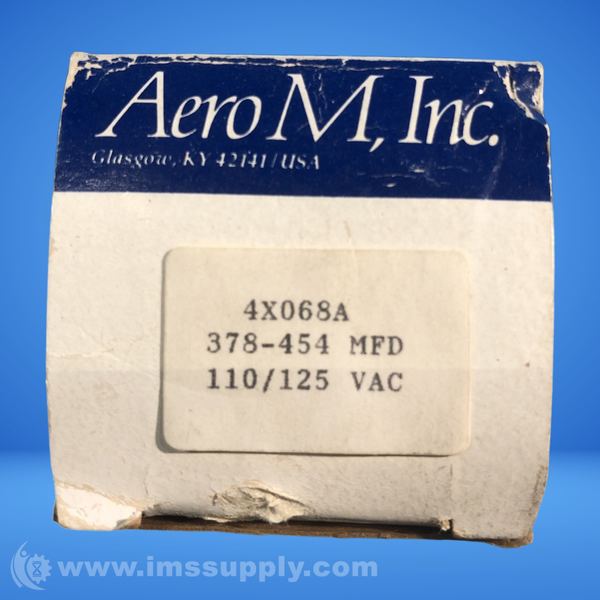 Aero M, Inc.
Glasgow, KY 42141/USA
4X068A
378-454 MFD
110/125 VAC
www.imssupply.com